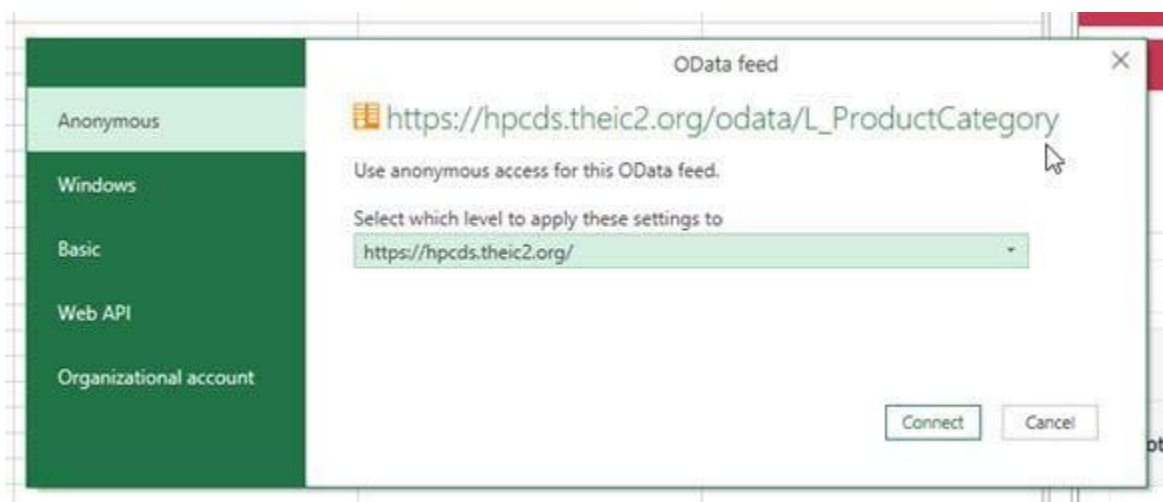 OData feed
Anonymous
Windows
Basic
Web API
Organizational account
https://hpcds.theic2.org/odata/L_ProductCategory
Use anonymous access for this OData feed.
Select which level to apply these settings to
https://hpcds.theic2.org/
Connect
Cancel